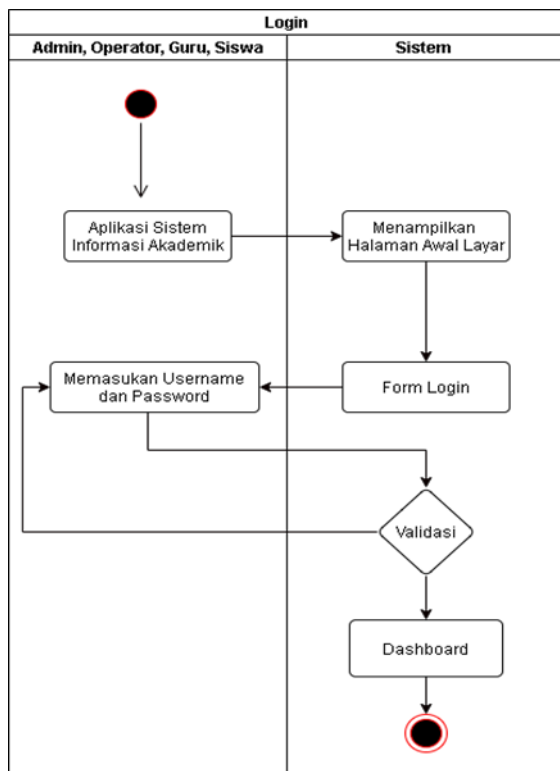 Login
Admin, Operator, Guru, Siswa
Sistem
Aplikasi Sistem
Informasi Akademik
Menampilkan
Halaman Awal Layar
Memasukan Username
dan Password
Form Login
Validasi
Dashboard